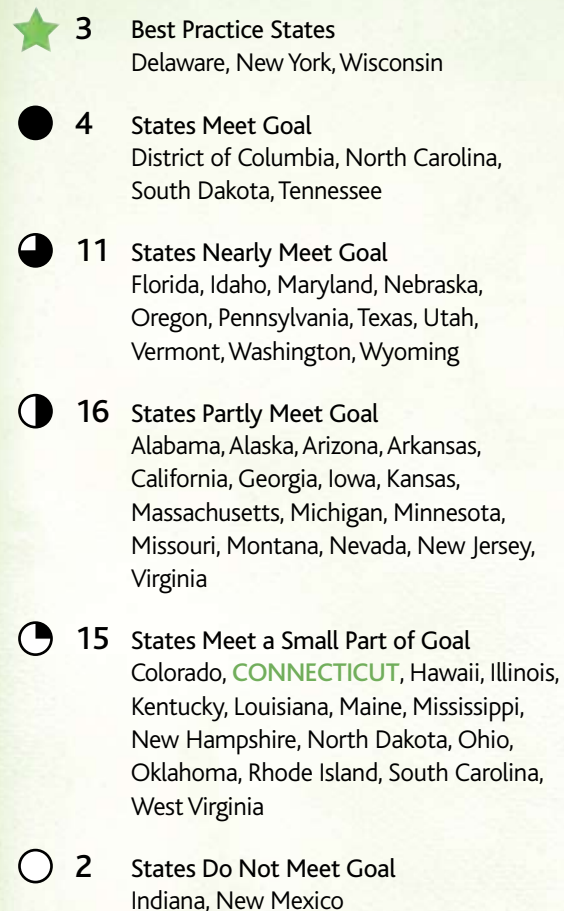 3 Best Practice States
Delaware, New York, Wisconsin
4 States Meet Goal
District of Columbia, North Carolina,
South Dakota, Tennessee
11 States Nearly Meet Goal
Florida, Idaho, Maryland, Nebraska,
Oregon, Pennsylvania, Texas, Utah,
Vermont, Washington, Wyoming
16 States Partly Meet Goal
Alabama, Alaska, Arizona, Arkansas,
California, Georgia, Iowa, Kansas,
Massachusetts, Michigan, Minnesota,
Missouri, Montana, Nevada, New Jersey,
Virginia
15 States Meet a Small Part of Goal
Colorado, CONNECTICUT, Hawaii, Illinois,
Kentucky, Louisiana, Maine, Mississippi,
New Hampshire, North Dakota, Ohio,
Oklahoma, Rhode Island, South Carolina,
West Virginia
2 States Do Not Meet Goal
Indiana, New Mexico